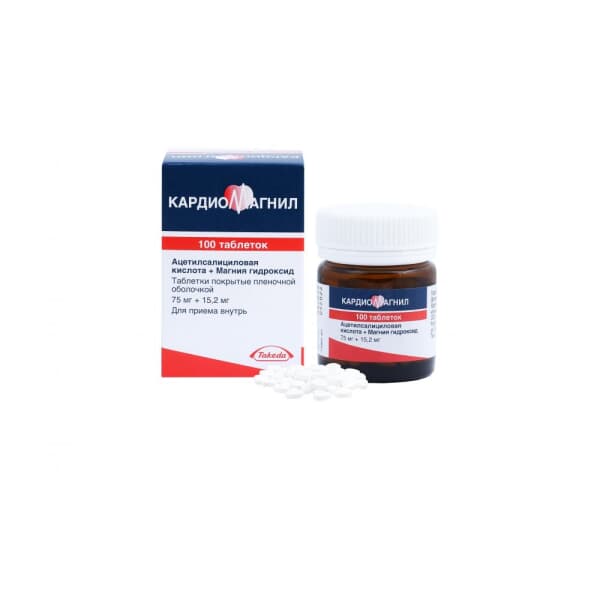 КАРДИОМАГНИЛ
100 таблеток
Ацетилсалициловая
кислота + Магния гидроксид
Таблетки покрытые пленочной
оболочкой
75 мг + 15,2 мг
Для приема внутрь
Takeda
КАРДИОМАГНИЛ
100 таблеток
Ацетилсалициловая
кислота + Магния гидроксид
75 мг + 15,2 мг